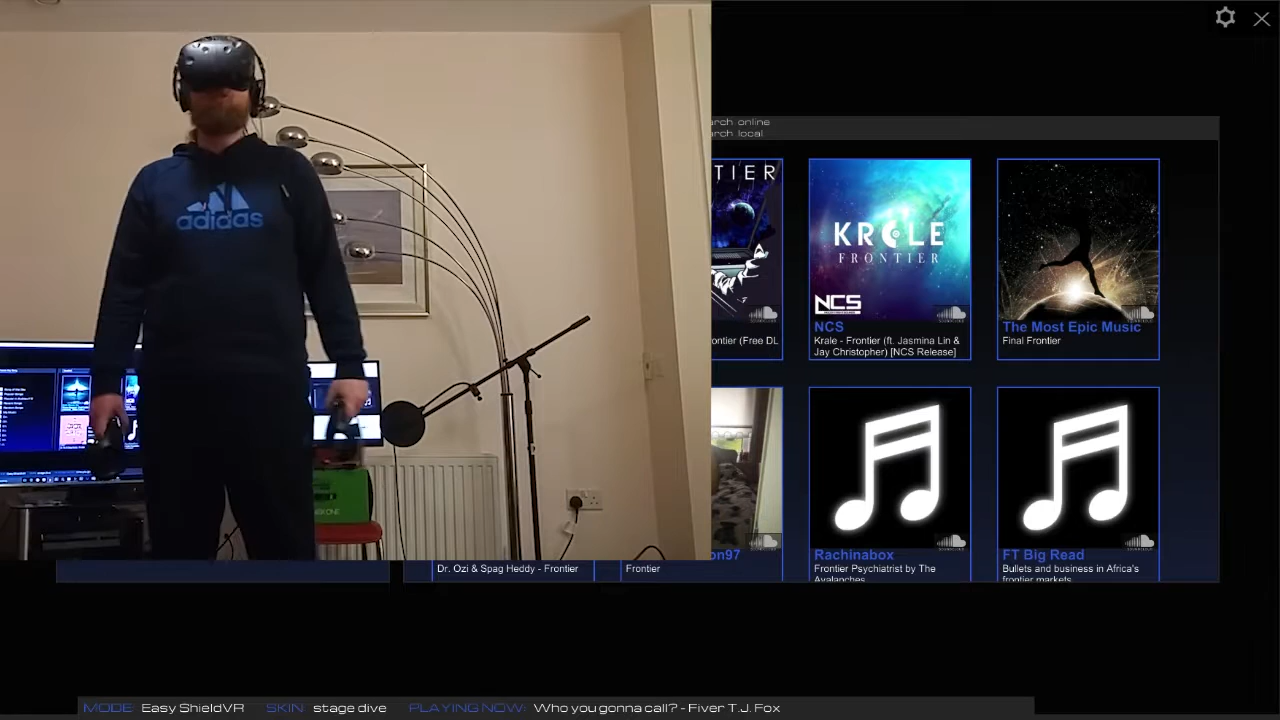 adidas
arch online
arch local
TIER
ontier (Free DL
KRALE
FRONTIER
NCS
NCS
Krale - Frontier (ft. Jasmina Lin &
Jay Christopher) [NCS Release]
The Most Epic Music
Final Frontier
Dr. Ozi & Spag Heddy - Frontier
on97
Frontier
Rachinabox
Frontier Psychiatrist by The
Avalanches
FT Big Read
Bullets and business in Africa's
frontier markets
MODE: Easy ShieldVR SKIN: stage dive PLAYING NOW: Who you gonna call? - Fiver T.J. Fox